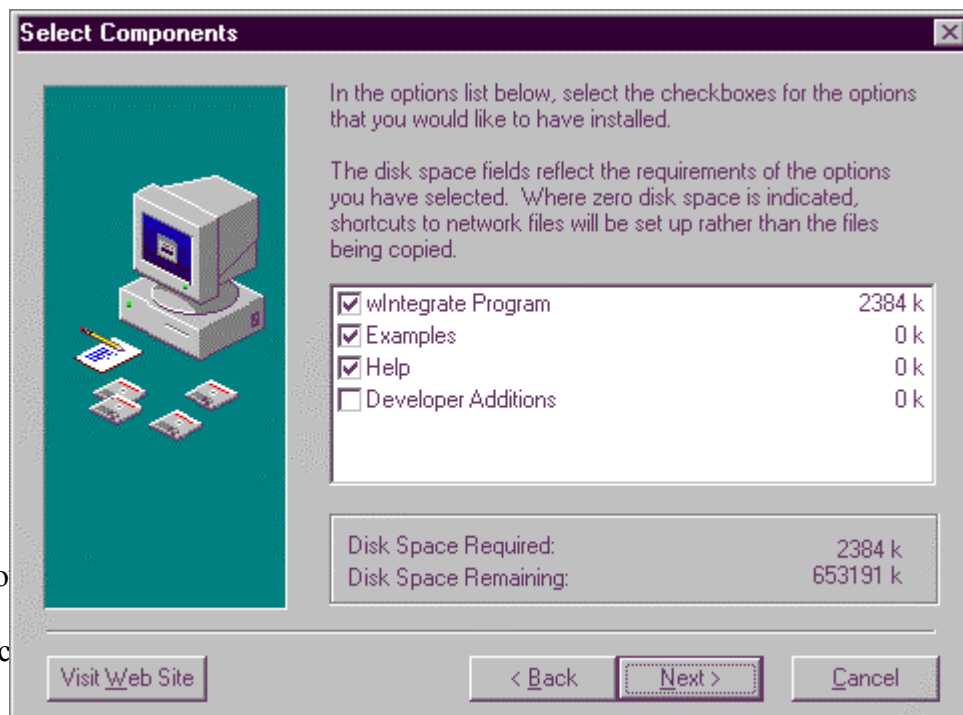 Select Components
In the options list below, select the checkboxes for the options
that you would like to have installed.
The disk space fields reflect the requirements of the options
you have selected.  Where zero disk space is indicated,
shortcuts to network files will be set up rather than the files
being copied.
wIntegrate Program 2384 k
Examples 0 k
Help 0 k
Developer Additions 0 k
Disk Space Required: 2384 k
Disk Space Remaining: 653191 k
Visit Web Site < Back Next > Cancel